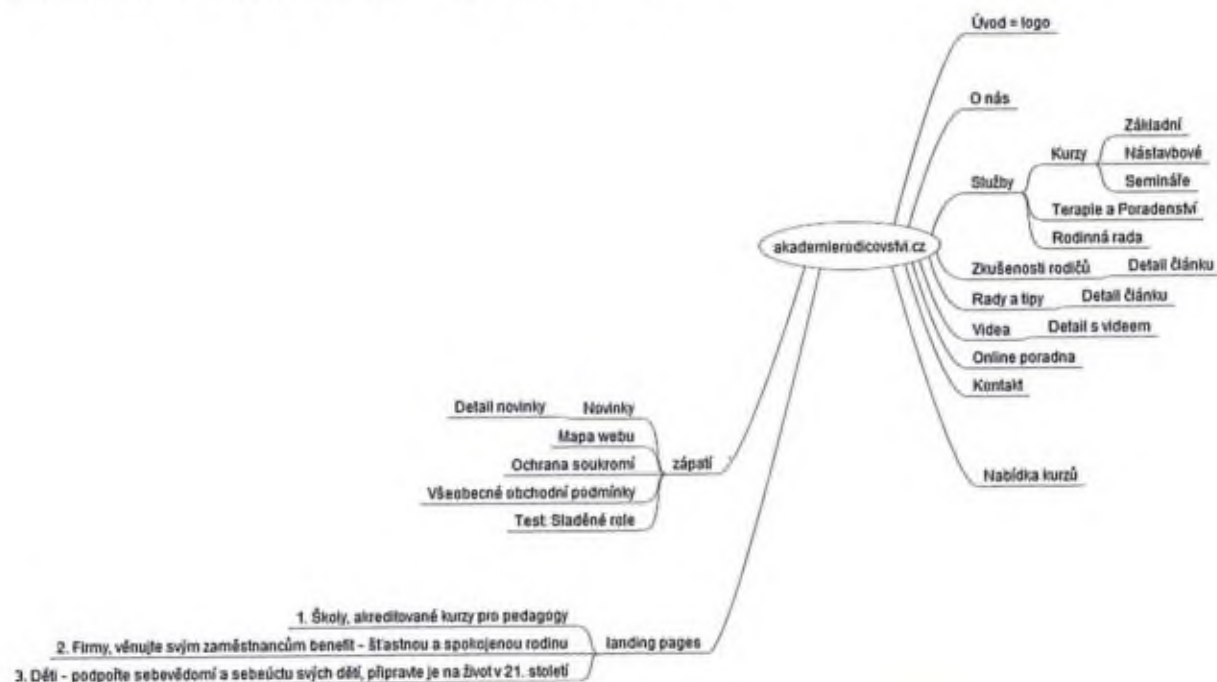 Úvod = logo
O nás
Služby
Kurzy
Základní
Nástavbové
Semináře
Terapie a Poradenství
Rodinná rada
Zkušenosti rodičů
Detail článku
Rady a tipy
Detail článku
Videa
Detail s videem
Online poradna
Kontakt
Nabídka kurzů
akademierodicovstvi.cz
zápatí
Novinky
Detail novinky
Mapa webu
Ochrana soukromí
Všeobecné obchodní podmínky
Test: Sladěné role
landing pages
1. Školy, akreditované kurzy pro pedagogy
2. Firmy, věnujte svým zaměstnancům benefit - šťastnou a spokojenou rodinu
3. Děti - podpořte sebevědomí a sebeúctu svých dětí, připravte je na život v 21. století